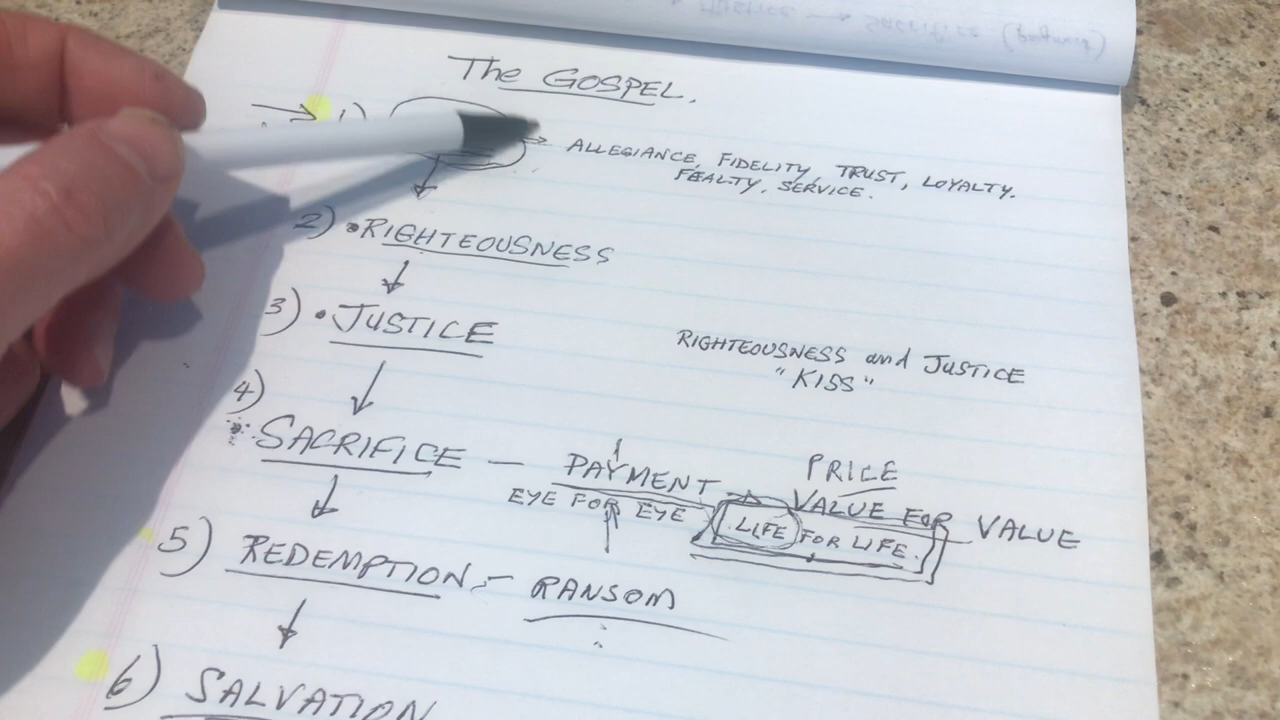 The GOSPEL.
1)
ALLEGIANCE, FIDELITY, TRUST, LOYALTY.
FEALTY, SERVICE.
2) • RIGHTEOUSNESS
3) • JUSTICE
RIGHTEOUSNESS and JUSTICE
"KISS"
4)
SACRIFICE — PAYMENT PRICE
EYE FOR EYE VALUE FOR VALUE
LIFE FOR LIFE.
5) REDEMPTION - RANSOM
6) SALVATION